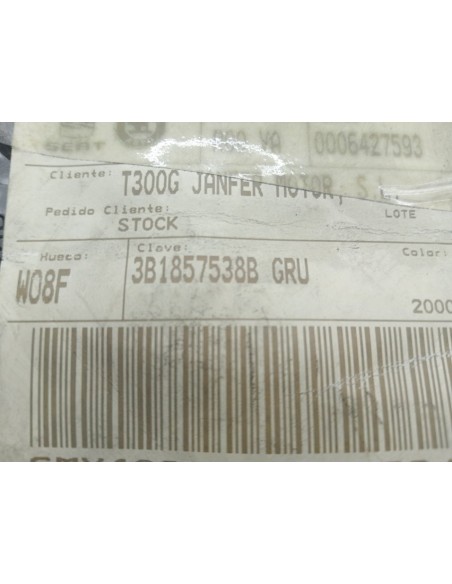 SEAT
0006427593
Cliente: T300G JANFER MOTOR, S.L.
Pedido Cliente: LOTE
STOCK
Hueco: Clave: Color:
W08F 3B1857538B GRU
2000